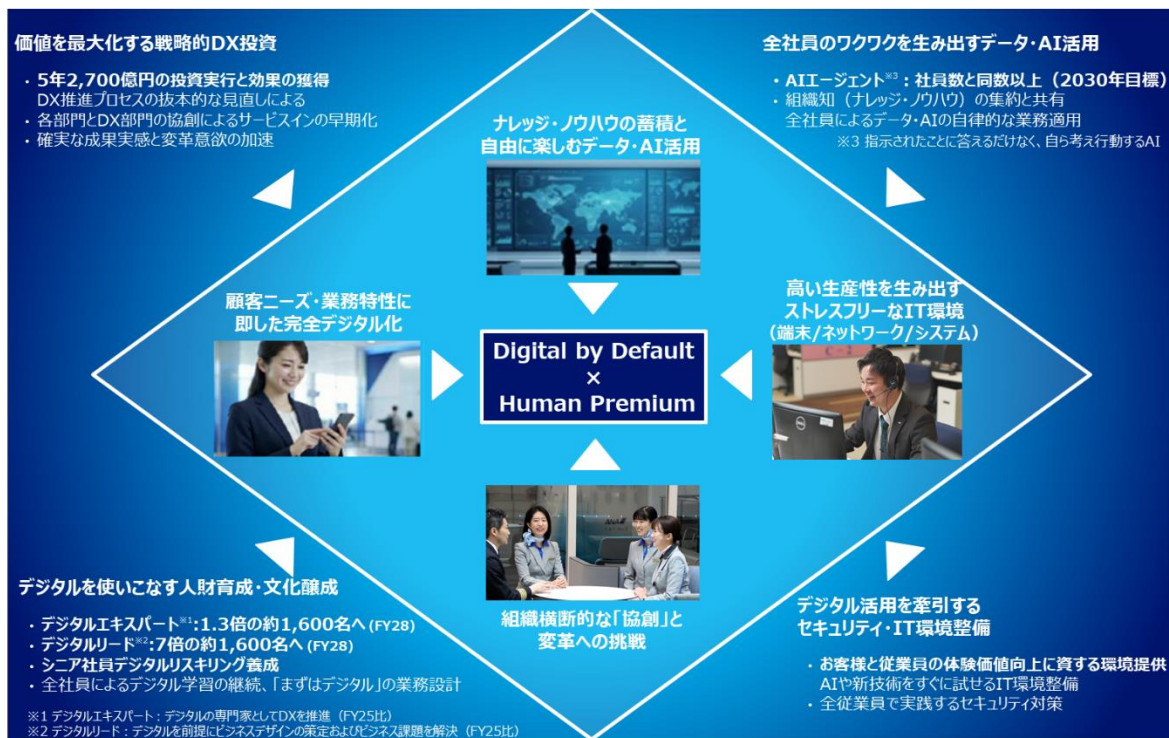 価値を最大化する戦略的DX投資
・5年2,700億円の投資実行と効果の獲得
DX推進プロセスの抜本的な見直しによる
・各部門とDX部門の協創によるサービスインの早期化
・確実な成果実感と変革意欲の加速
全社員のワクワクを生み出すデータ・AI活用
・AIエージェント※3：社員数と同数以上（2030年目標）
・組織知（ナレッジ・ノウハウ）の集約と共有
全社員によるデータ・AIの自律的な業務適用
※3 指示されたことに答えるだけなく、自ら考え行動するAI
ナレッジ・ノウハウの蓄積と
自由に楽しむデータ・AI活用
顧客ニーズ・業務特性に
即した完全デジタル化
Digital by Default
×
Human Premium
高い生産性を生み出す
ストレスフリーなIT環境
（端末/ネットワーク/システム）
DELL
組織横断的な「協創」と
変革への挑戦
デジタルを使いこなす人財育成・文化醸成
・デジタルエキスパート※1:1.3倍の約1,600名へ(FY28)
・デジタルリード※2:7倍の約1,600名へ(FY28)
・シニア社員デジタルリスキリング養成
・全社員によるデジタル学習の継続、「まずはデジタル」の業務設計
※1 デジタルエキスパート：デジタルの専門家としてDXを推進（FY25比）
※2 デジタルリード：デジタルを前提にビジネスデザインの策定およびビジネス課題を解決（FY25比）
デジタル活用を牽引する
セキュリティ・IT環境整備
・お客様と従業員の体験価値向上に資する環境提供
AIや新技術をすぐに試せるIT環境整備
・全従業員で実践するセキュリティ対策